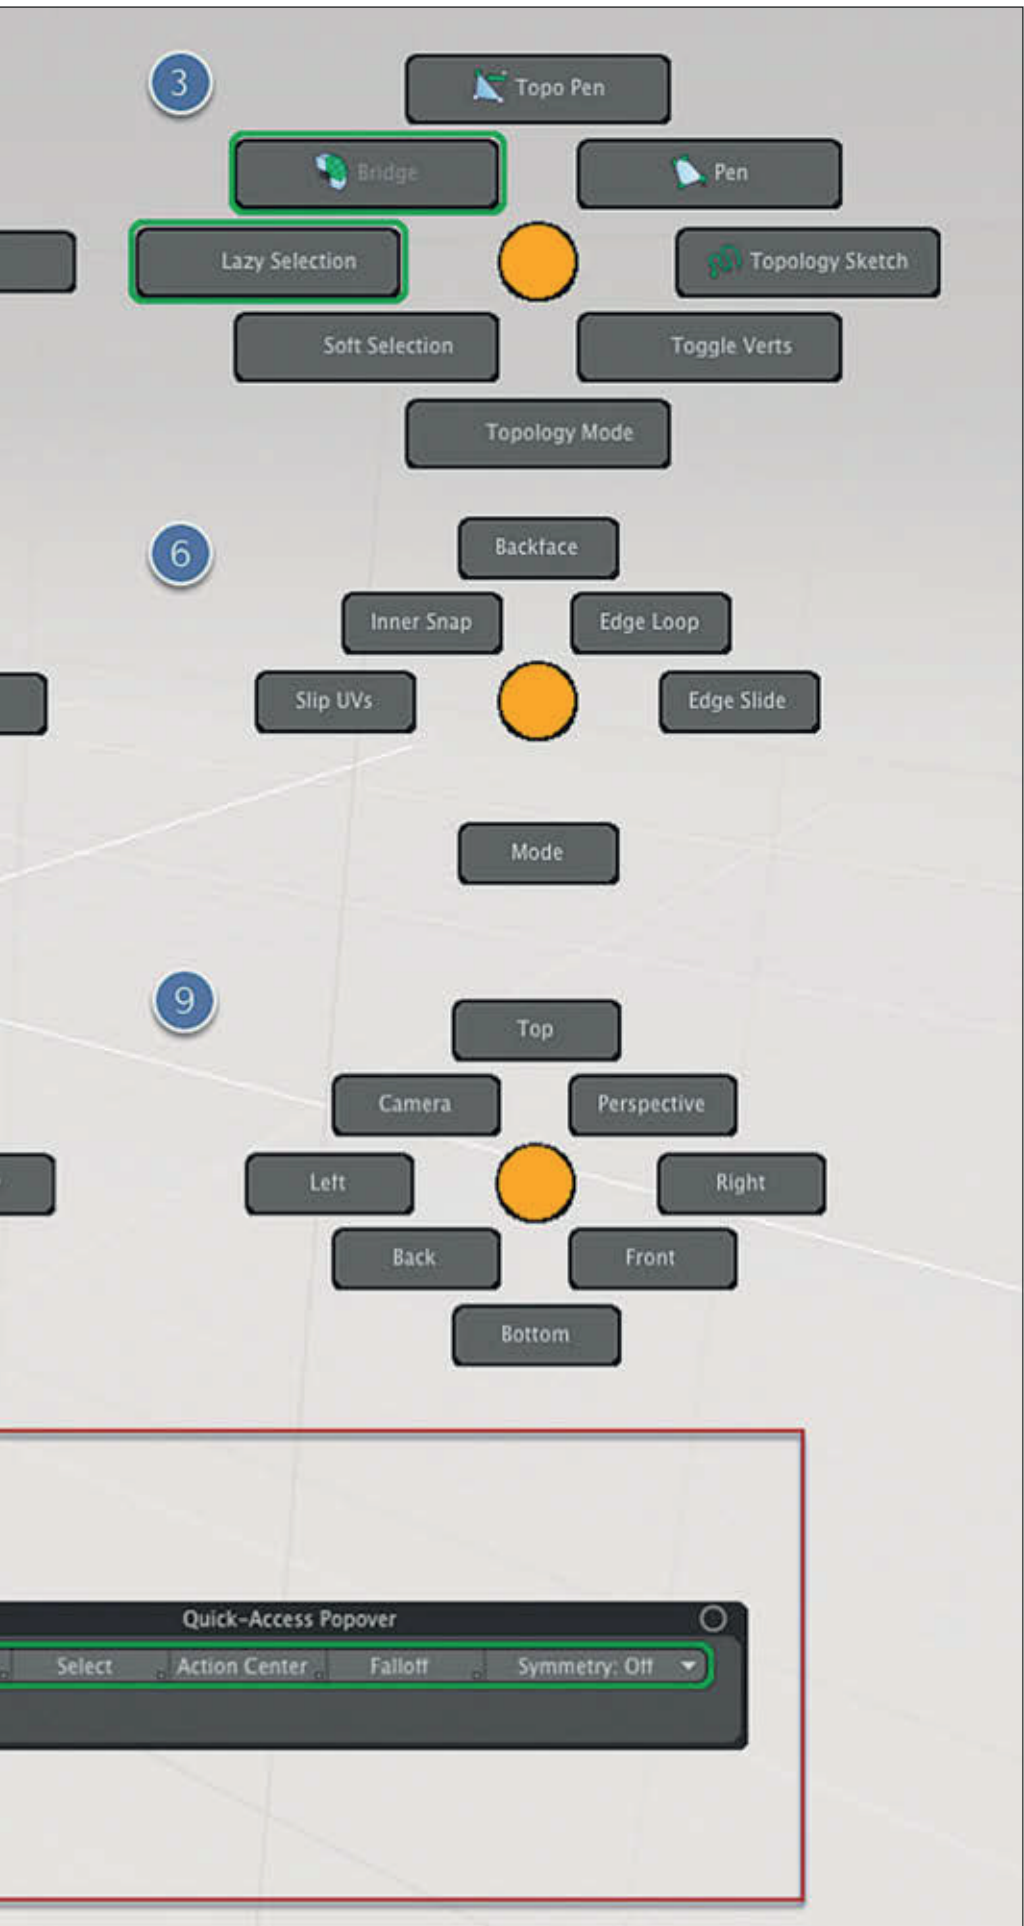 3
Topo Pen
Bridge
Pen
Lazy Selection
Topology Sketch
Soft Selection
Toggle Verts
Topology Mode
6
Backface
Inner Snap
Edge Loop
Slip UVs
Edge Slide
Mode
9
Top
Camera
Perspective
Left
Right
Back
Front
Bottom
Quick-Access Popover
Select
Action Center
Falloff
Symmetry: Off